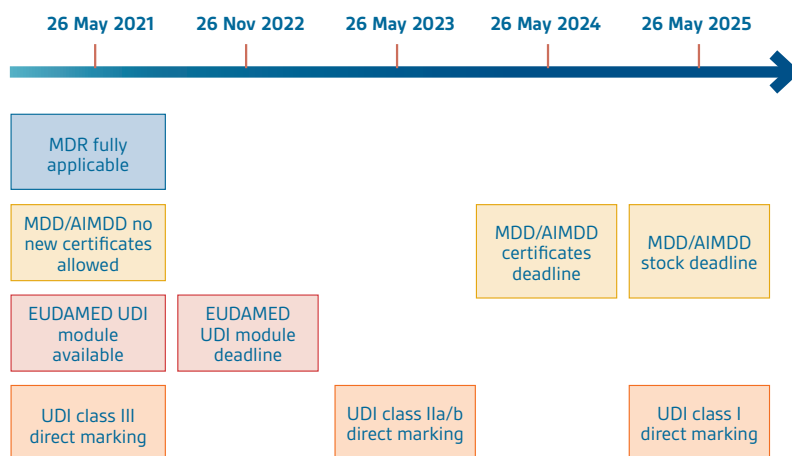 26 May 2021 26 Nov 2022 26 May 2023 26 May 2024 26 May 2025
MDR fully
applicable
MDD/AIMDD no
new certificates
allowed
MDD/AIMDD
certificates
deadline
MDD/AIMDD
stock deadline
EUDAMED UDI
module
available
EUDAMED
UDI module
deadline
UDI class III
direct marking
UDI class IIa/b
direct marking
UDI class I
direct marking